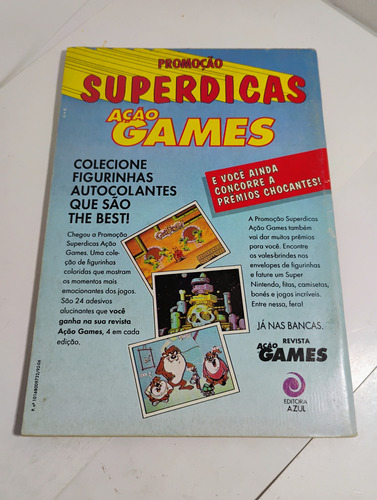 PROMOÇÃO
SUPERDICAS
AÇÃO
GAMES
COLECIONE
FIGURINHAS
AUTOCOLANTES
QUE SÃO
THE BEST!
Chegou a Promoção
Superdicas Ação
Games. Uma cole-
ção de figurinhas
coloridas que mostram
os momentos mais
emocionantes dos jogos.
São 24 adesivos
alucinantes que você
ganha na sua revista
Ação Games, 4 em cada
edição.
E VOCE AINDA
CONCORRE A
PREMIOS CHOCANTES!
A Promoção Superdicas
Ação Games também
vai dar muitos prêmios
para você. Encontre
os vales-brindes nos
envelopes de figurinhas
e fature um Super
Nintendo, fitas, camisetas,
bonés e jogos incríveis.
Entre nessa, fera!
JÁ NAS BANCAS.
REVISTA
AÇÃO
GAMES
EDITORA
AZUL